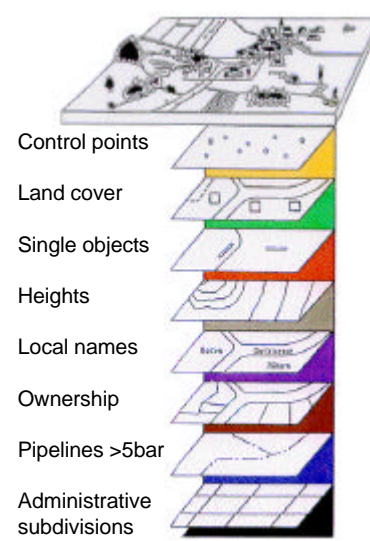 Control points
Land cover
Single objects
Heights
Local names
Ownership
Pipelines >5bar
Administrative
subdivisions